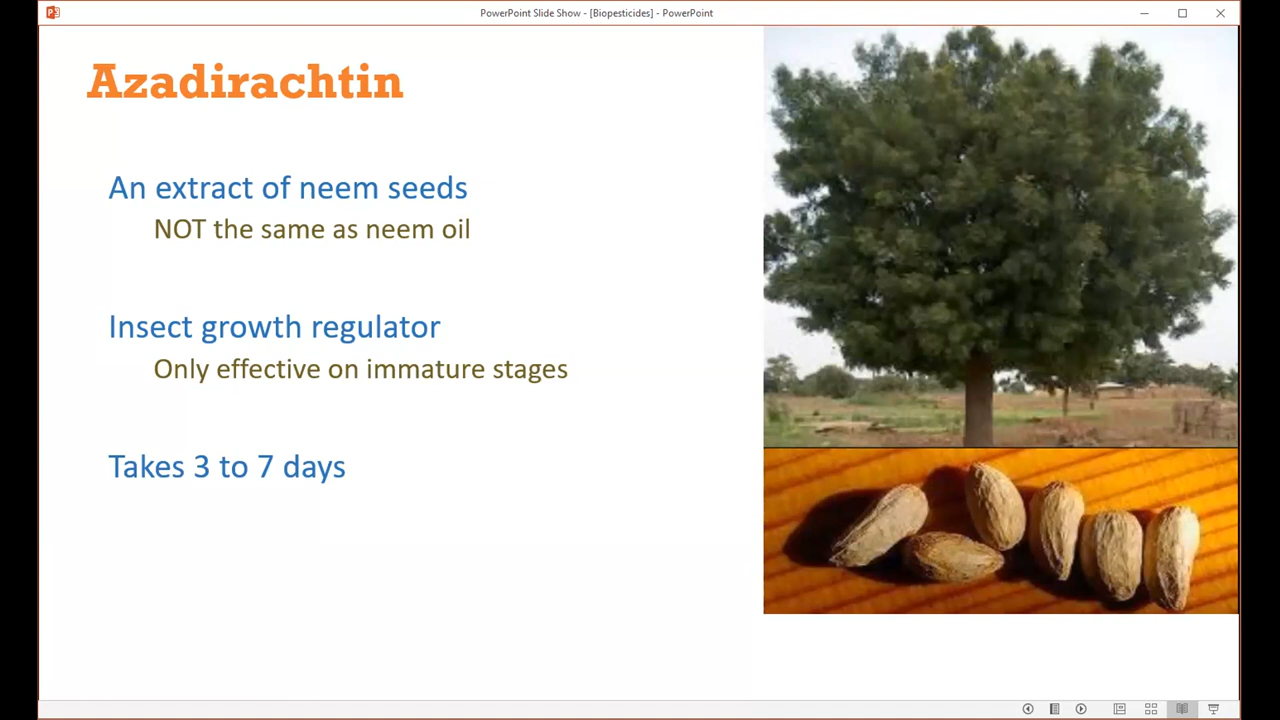 PowerPoint Slide Show - [Biopesticides] - PowerPoint
Azadirachtin
An extract of neem seeds
NOT the same as neem oil
Insect growth regulator
Only effective on immature stages
Takes 3 to 7 days